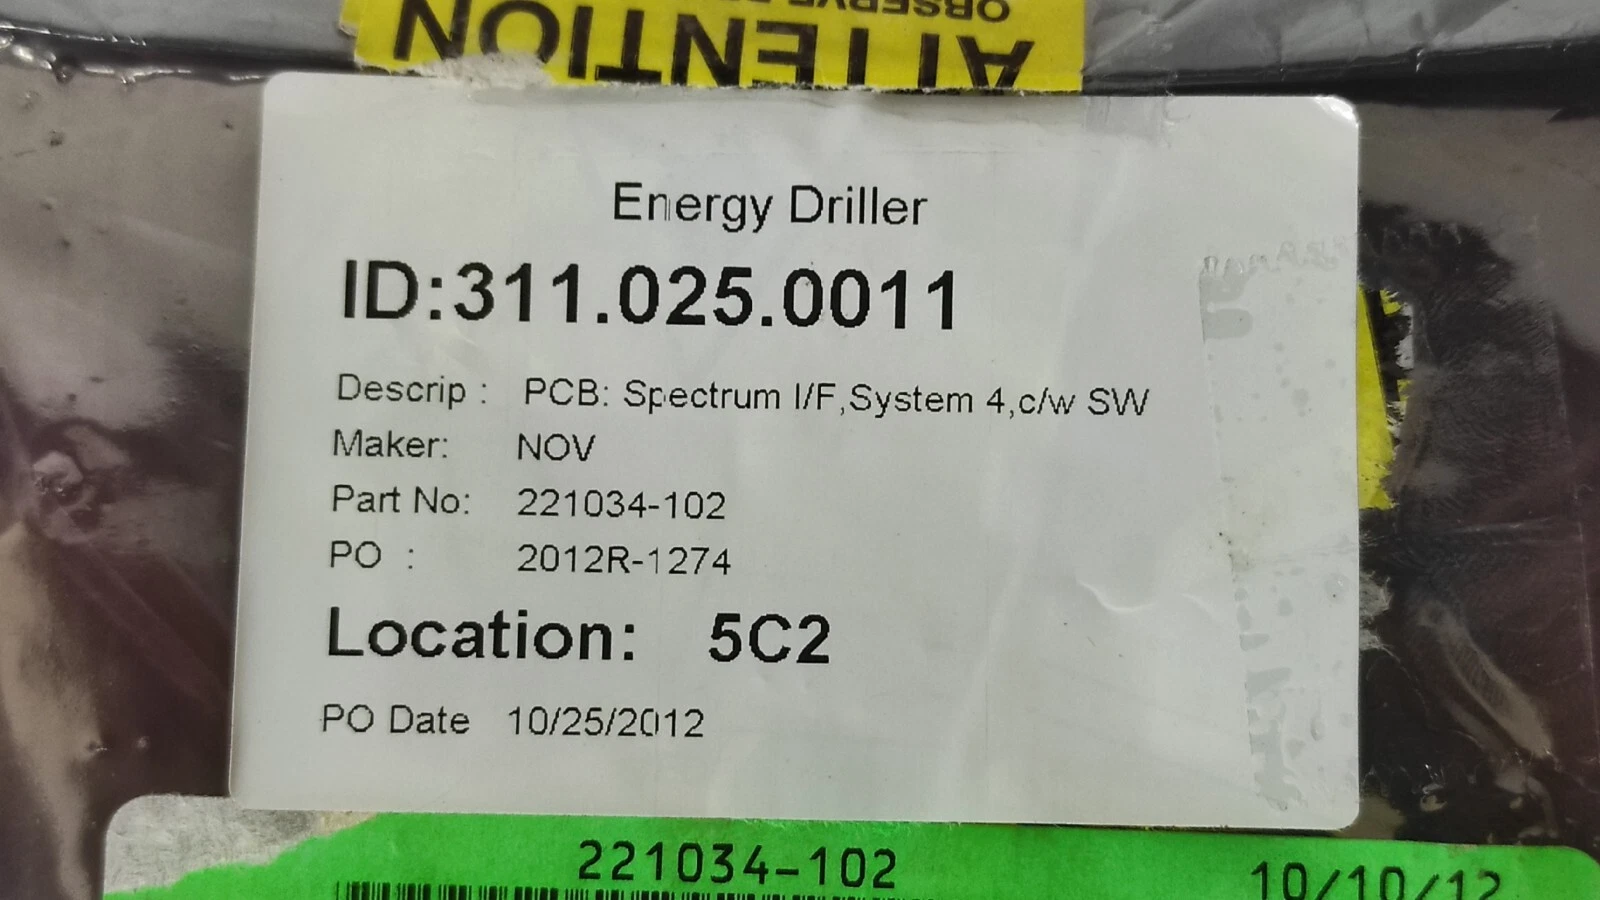 OBSERVE
ATTENTION
Energy Driller
ID:311.025.0011
Descrip : PCB: Spectrum I/F,System 4,c/w SW
Maker: NOV
Part No: 221034-102
PO : 2012R-1274
Location: 5C2
PO Date 10/25/2012
221034-102 10/10/12